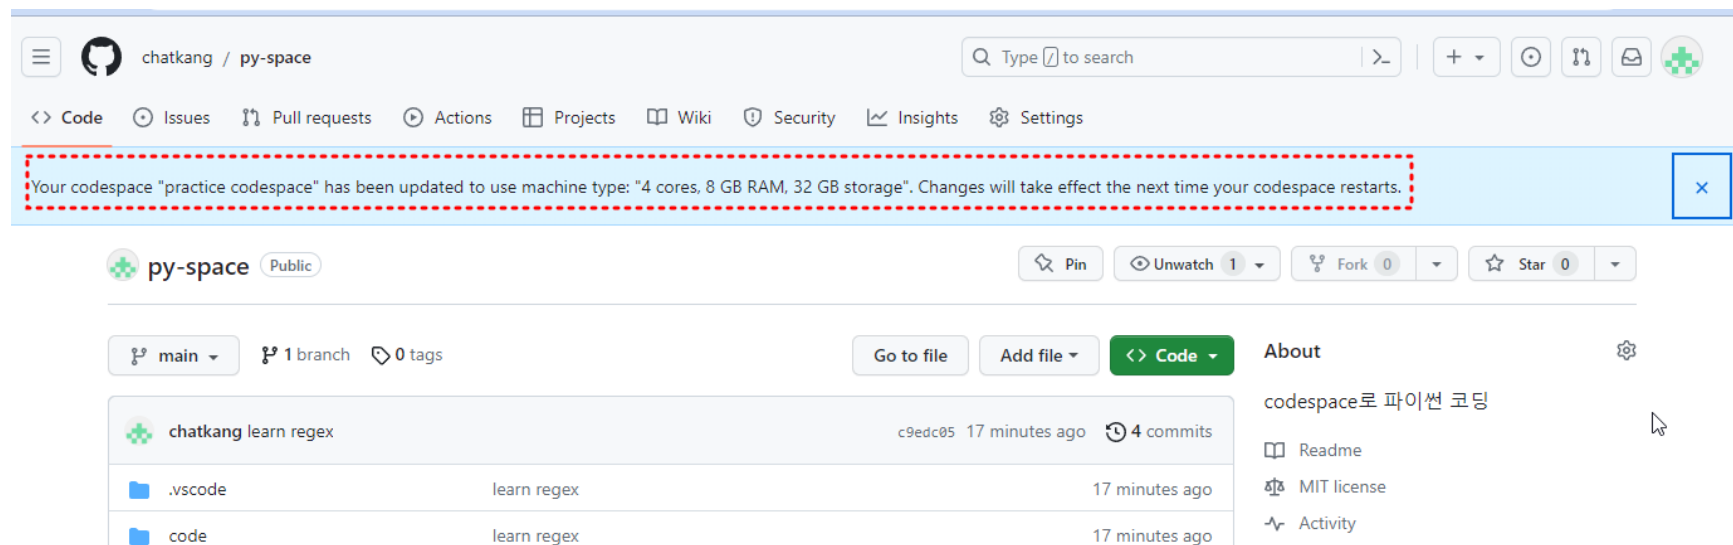 chatkang / py-space
Type / to search
Code Issues Pull requests Actions Projects Wiki Security Insights Settings
Your codespace "practice codespace" has been updated to use machine type: "4 cores, 8 GB RAM, 32 GB storage". Changes will take effect the next time your codespace restarts.
py-space Public
Pin Unwatch 1 Fork 0 Star 0
main 1 branch 0 tags
Go to file Add file Code
About
codespace로 파이썬 코딩
chatkang learn regex c9edc05 17 minutes ago 4 commits
Readme
.vscode learn regex 17 minutes ago
MIT license
Activity
code learn regex 17 minutes ago